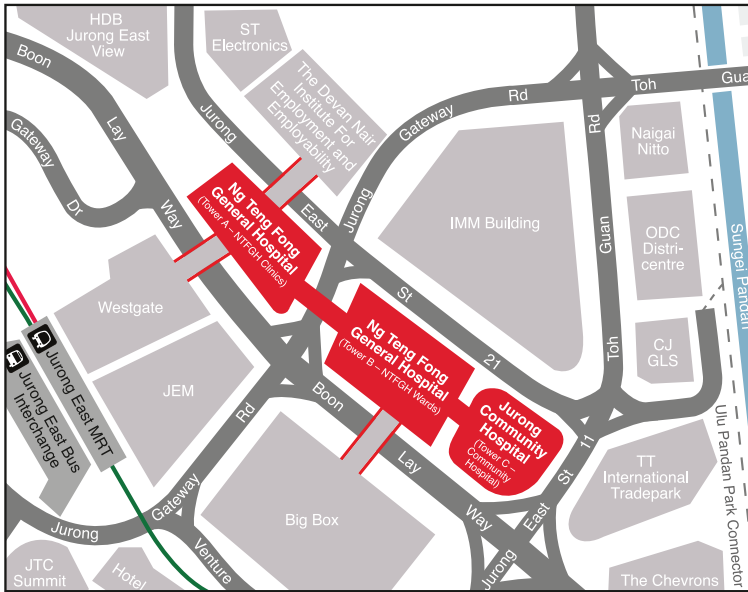 HDB
Jurong East
View
ST
Electronics
The Devan Nair
Institute For
Employment and
Employability
Boon
Lay
Way
Gateway
Dr
Jurong
East
St
21
Jurong
Gateway
Rd
Toh
Gua
Rd
Guan
Toh
Naigai
Nitto
ODC
Distri-
centre
CJ
GLS
Sungei Pandan
IMM Building
Ng Teng Fong
General Hospital
(Tower A – NTFGH Clinics)
Westgate
Jurong East MRT
Jurong East Bus
Interchange
JEM
Ng Teng Fong
General Hospital
(Tower B – NTFGH Wards)
Jurong
Community
Hospital
(Tower C –
Community
Hospital)
Boon
Lay
Way
Jurong
Gateway
Rd
Venture
Big Box
Jurong
East
St
11
TT
International
Tradepark
Ulu Pandan Park Connector
JTC
Summit
Hotel
The Chevrons